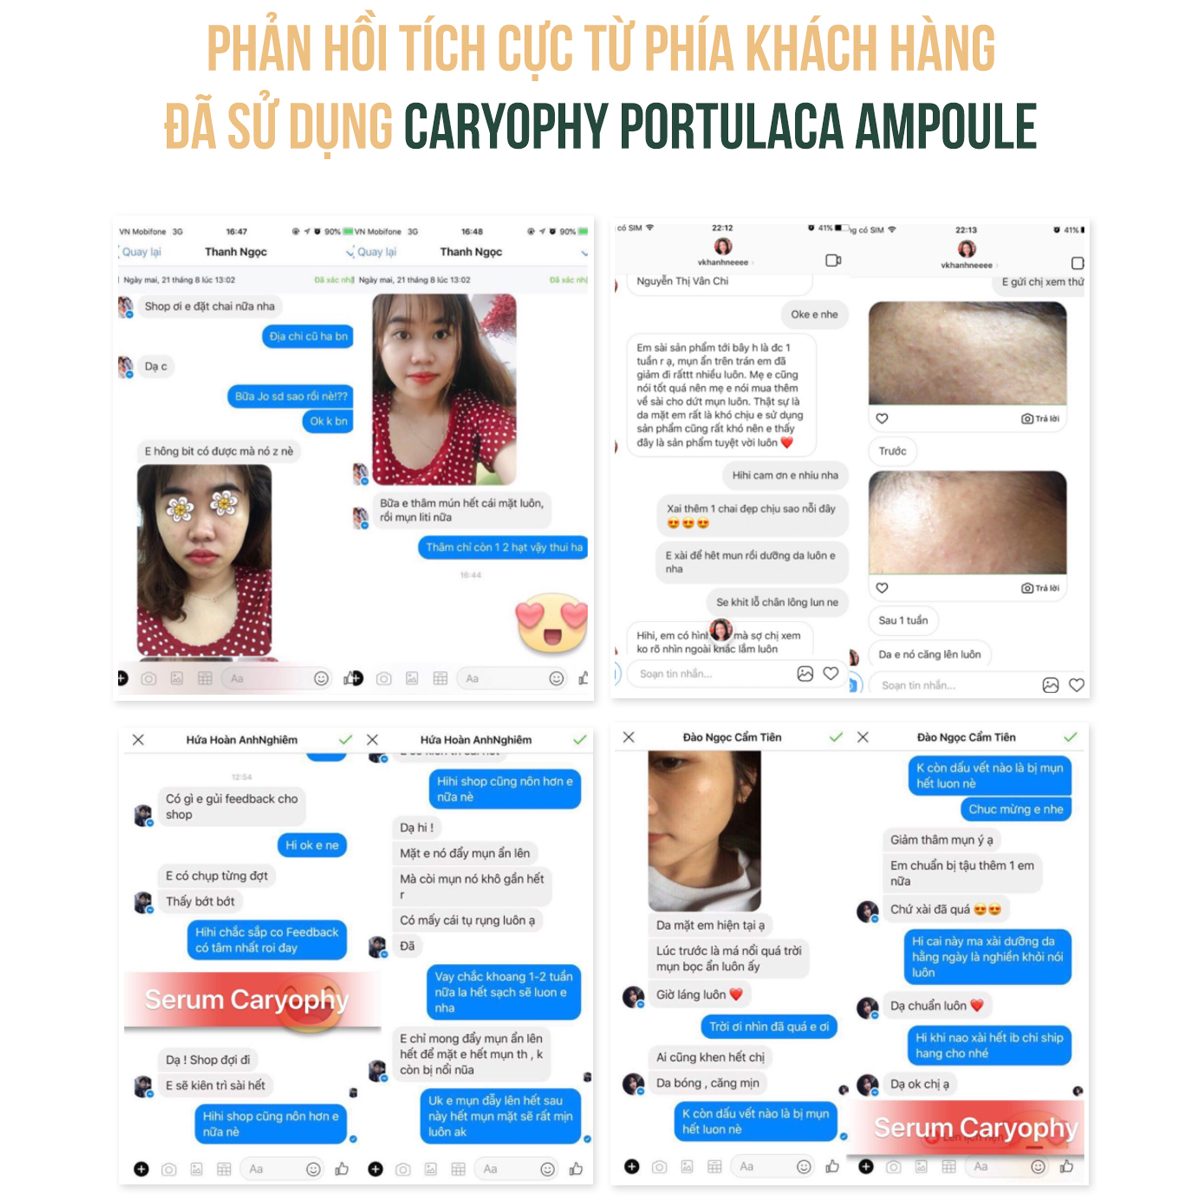 PHẢN HỒI TÍCH CỰC TỪ PHÍA KHÁCH HÀNG
ĐÃ SỬ DỤNG CARYOPHY PORTULACA AMPOULE
VN Mobifone 3G 16:47 90%
Quay lại Thanh Ngọc
Ngày mai, 21 tháng 8 lúc 13:02 Đã xác nh
Shop ơi e đặt chai nữa nha
Địa chỉ cũ ha bn
Dạ c
Bữa Jo sd sao rồi nè!??
Ok k bn
E hông bit có được mà nó z nè
Aa
VN Mobifone 3G 16:48 90%
Quay lại Thanh Ngọc
Ngày mai, 21 tháng 8 lúc 13:02 Đã xác nh
Bữa e thâm mún hết cái mặt luôn,
rồi mụn liti nữa
Thâm chỉ còn 1 2 hạt vậy thui ha
16:44
Aa
có SIM 22:12 41%
vkhanhneeee
Nguyễn Thị Vân Chi
Oke e nhe
Em sài sản phẩm tới bây h là đc 1
tuần r ạ, mụn ẩn trên trán em đã
giảm đi rấttt nhiều luôn. Mẹ e cũng
nói tốt quá nên mẹ e nói mua thêm
về sài cho dứt mụn luôn. Thật sự là
da mặt em rất là khó chịu e sử dụng
sản phẩm cũng rất khó nên e thấy
đây là sản phẩm tuyệt vời luôn ❤️
Hihi cam ơn e nhiu nha
Xai thêm 1 chai đẹp chịu sao nổi đây
😍😍😍
E xài để hêt mun rồi dưỡng da luôn e
nha
Se khit lỗ chân lông lun ne
Hihi, em có hình mà sợ chị xem
ko rõ nhìn ngoài khác lắm luôn
Soạn tin nhắn...
ng có SIM 22:13 41%
vkhanhneeee
E gửi chị xem thử
Trả lời
Trước
Trả lời
Sau 1 tuần
Da e nó căng lên luôn
Soạn tin nhắn...
Hứa Hoàn AnhNghiêm
12:54
Có gì e gủi feedback cho
shop
Hi ok e ne
E có chụp từng đợt
Thấy bớt bớt
Hihi chắc sắp co Feedback
có tâm nhất roi đay
Serum Caryophy
Dạ ! Shop đợi đi
E sẽ kiên trì sài hết
Hihi shop cũng nôn hơn e
nữa nè
Aa
Hứa Hoàn AnhNghiêm
Hihi shop cũng nôn hơn e
nữa nè
Dạ hi !
Mặt e nó đẩy mụn ẩn lên
Mà còi mụn nó khô gần hết
r
Có mấy cái tụ rụng luôn ạ
Đã
Vay chắc khoang 1-2 tuần
nữa la hết sạch sẽ luon e
nha
E chỉ mong đẩy mụn ẩn lên
hết để mặt e hết mụn th , k
còn bị nổi nũa
Uk e mụn đẫy lên hết sau
này hết mụn mặt sẽ rất mịn
luôn ak
Aa
Đào Ngọc Cẩm Tiên
Da mặt em hiện tại ạ
Lúc trước là má nổi quá trời
mụn bọc ẩn luôn ấy
Giờ láng luôn ❤️
Trời ơi nhìn đã quá e ơi
Ai cũng khen hết chị
Da bóng , căng mịn
K còn dấu vết nào là bị mụn
hết luon nè
Aa
Đào Ngọc Cẩm Tiên
K còn dấu vết nào là bị mụn
hết luon nè
Chuc mừng e nhe
Giảm thâm mụn ý ạ
Em chuẩn bị tậu thêm 1 em
nữa
Chứ xài đã quá 😍😍
Hi cai này ma xài dưỡng da
hằng ngày là nghiền khỏi nói
luôn
Dạ chuẩn luôn ❤️
Hi khi nao xài hết ib chi ship
hang cho nhé
Dạ ok chị ạ
Serum Caryophy
Aa